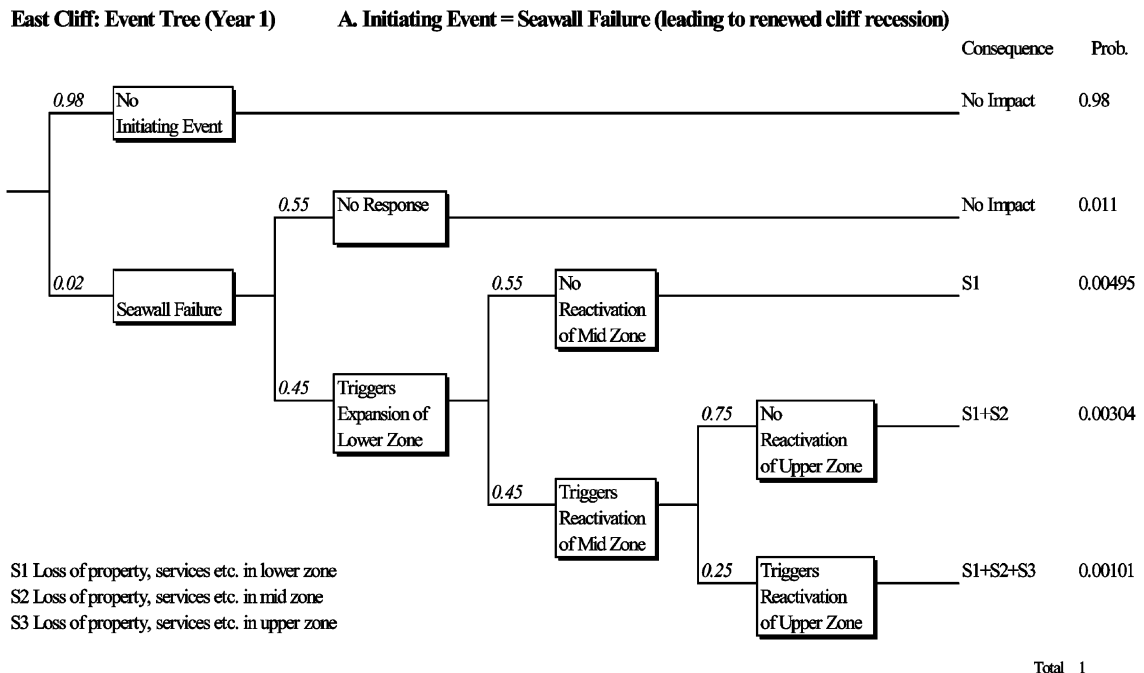 East Cliff: Event Tree (Year 1)
A. Initiating Event = Seawall Failure (leading to renewed cliff recession)
Consequence
Prob.
0.98
No
Initiating Event
No Impact
0.98
0.55
No Response
No Impact
0.011
0.02
Seawall Failure
0.55
No
Reactivation
of Mid Zone
S1
0.00495
0.45
Triggers
Expansion of
Lower Zone
0.75
No
Reactivation
of Upper Zone
S1+S2
0.00304
0.45
Triggers
Reactivation
of Mid Zone
0.25
Triggers
Reactivation
of Upper Zone
S1+S2+S3
0.00101
S1 Loss of property, services etc. in lower zone
S2 Loss of property, services etc. in mid zone
S3 Loss of property, services etc. in upper zone
Total 1